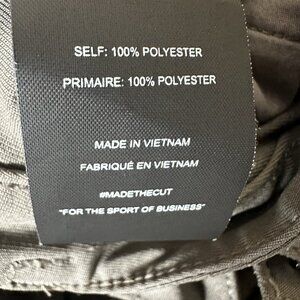 SELF: 100% POLYESTER
PRIMAIRE: 100% POLYESTER
MADE IN VIETNAM
FABRIQUÉ EN VIETNAM
#MADETHECUT
"FOR THE SPORT OF BUSINESS"